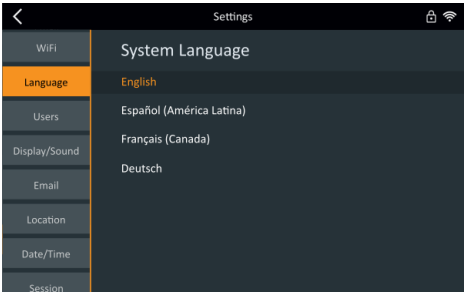 Settings
WiFi
Language
Users
Display/Sound
Email
Location
Date/Time
Session
System Language
English
Español (América Latina)
Français (Canada)
Deutsch